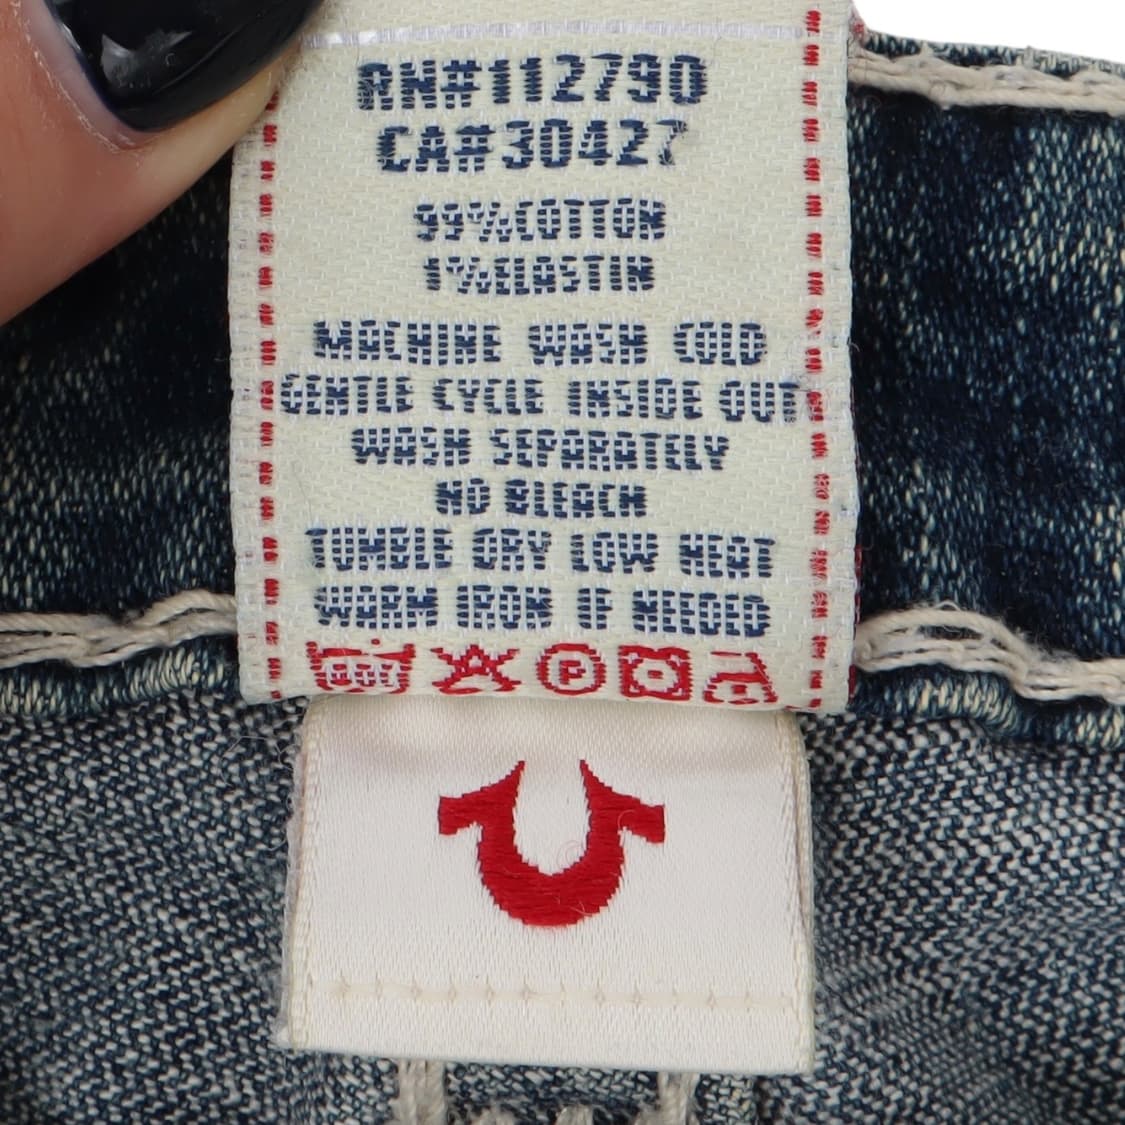 RN#112790
CA#30427
99%COTTON
1%ELASTIN
MACHINE WASH COLD
GENTLE CYCLE INSIDE OUT
WASH SEPARATELY
NO BLEACH
TUMBLE DRY LOW HEAT
WARM IRON IF NEEDED
P